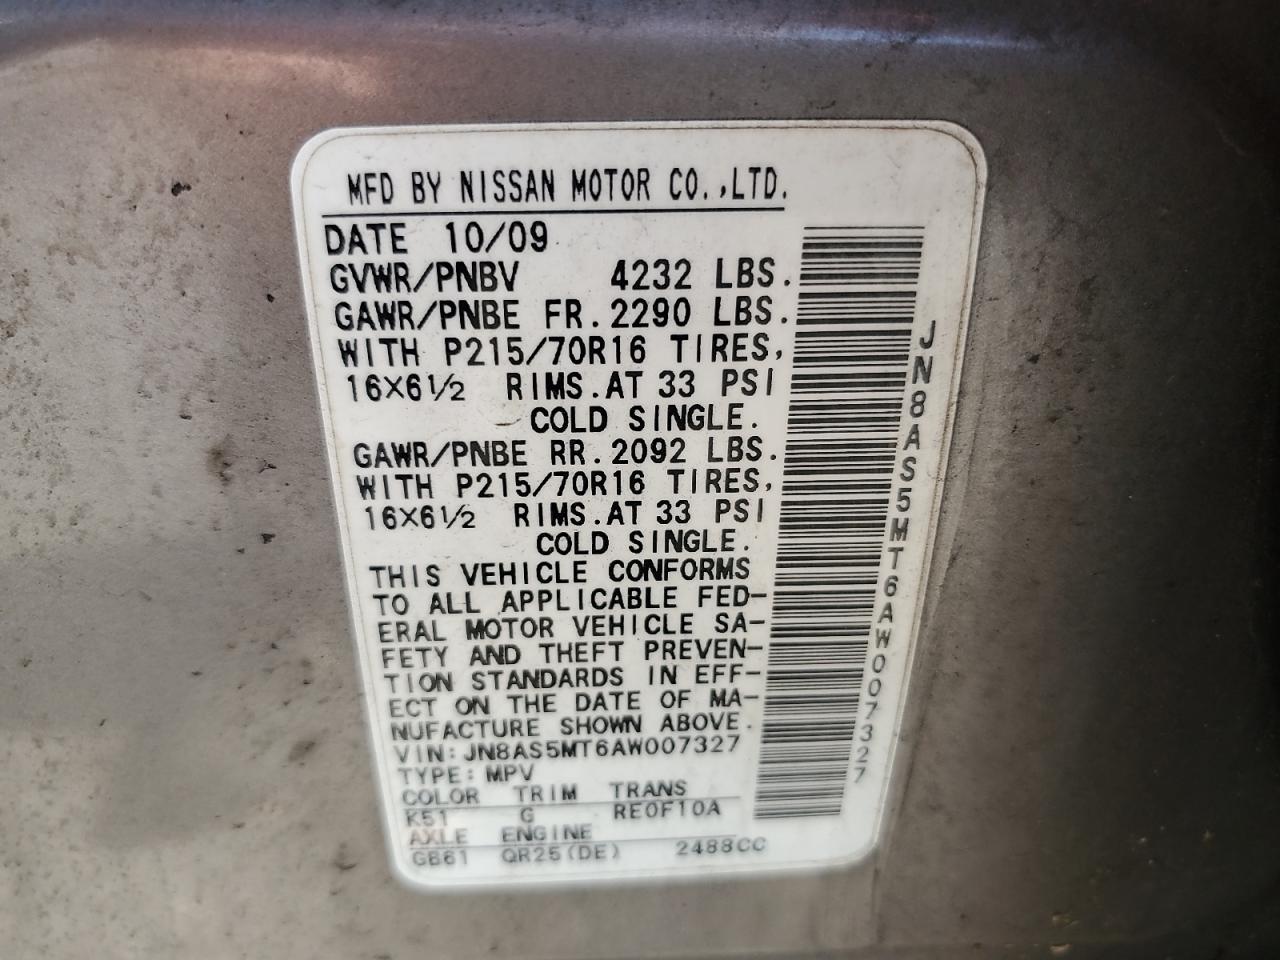 MFD BY NISSAN MOTOR CO.,LTD.
DATE 10/09
GVWR/PNBV 4232 LBS.
GAWR/PNBE FR.2290 LBS.
WITH P215/70R16 TIRES,
16X6½ RIMS.AT 33 PSI
COLD SINGLE.
GAWR/PNBE RR.2092 LBS.
WITH P215/70R16 TIRES,
16X6½ RIMS.AT 33 PSI
COLD SINGLE.
THIS VEHICLE CONFORMS
TO ALL APPLICABLE FED-
ERAL MOTOR VEHICLE SA-
FETY AND THEFT PREVEN-
TION STANDARDS IN EFF-
ECT ON THE DATE OF MA-
NUFACTURE SHOWN ABOVE.
VIN:JN8AS5MT6AW007327
TYPE:MPV
COLOR TRIM TRANS
K51 G RE0F10A
AXLE ENGINE
GB61 QR25(DE) 2488CC
JN8AS5MT6AW007327